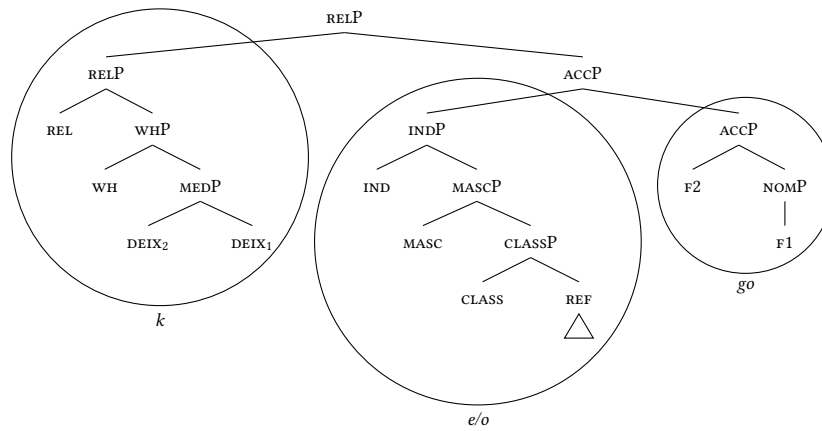 RELP
RELP ACCP
REL WHP INDP ACCP
WH MEDP IND MASCP F2 NOMP
DEIX₂ DEIX₁ MASC CLASSP F1
CLASS REF
go
k
e/o